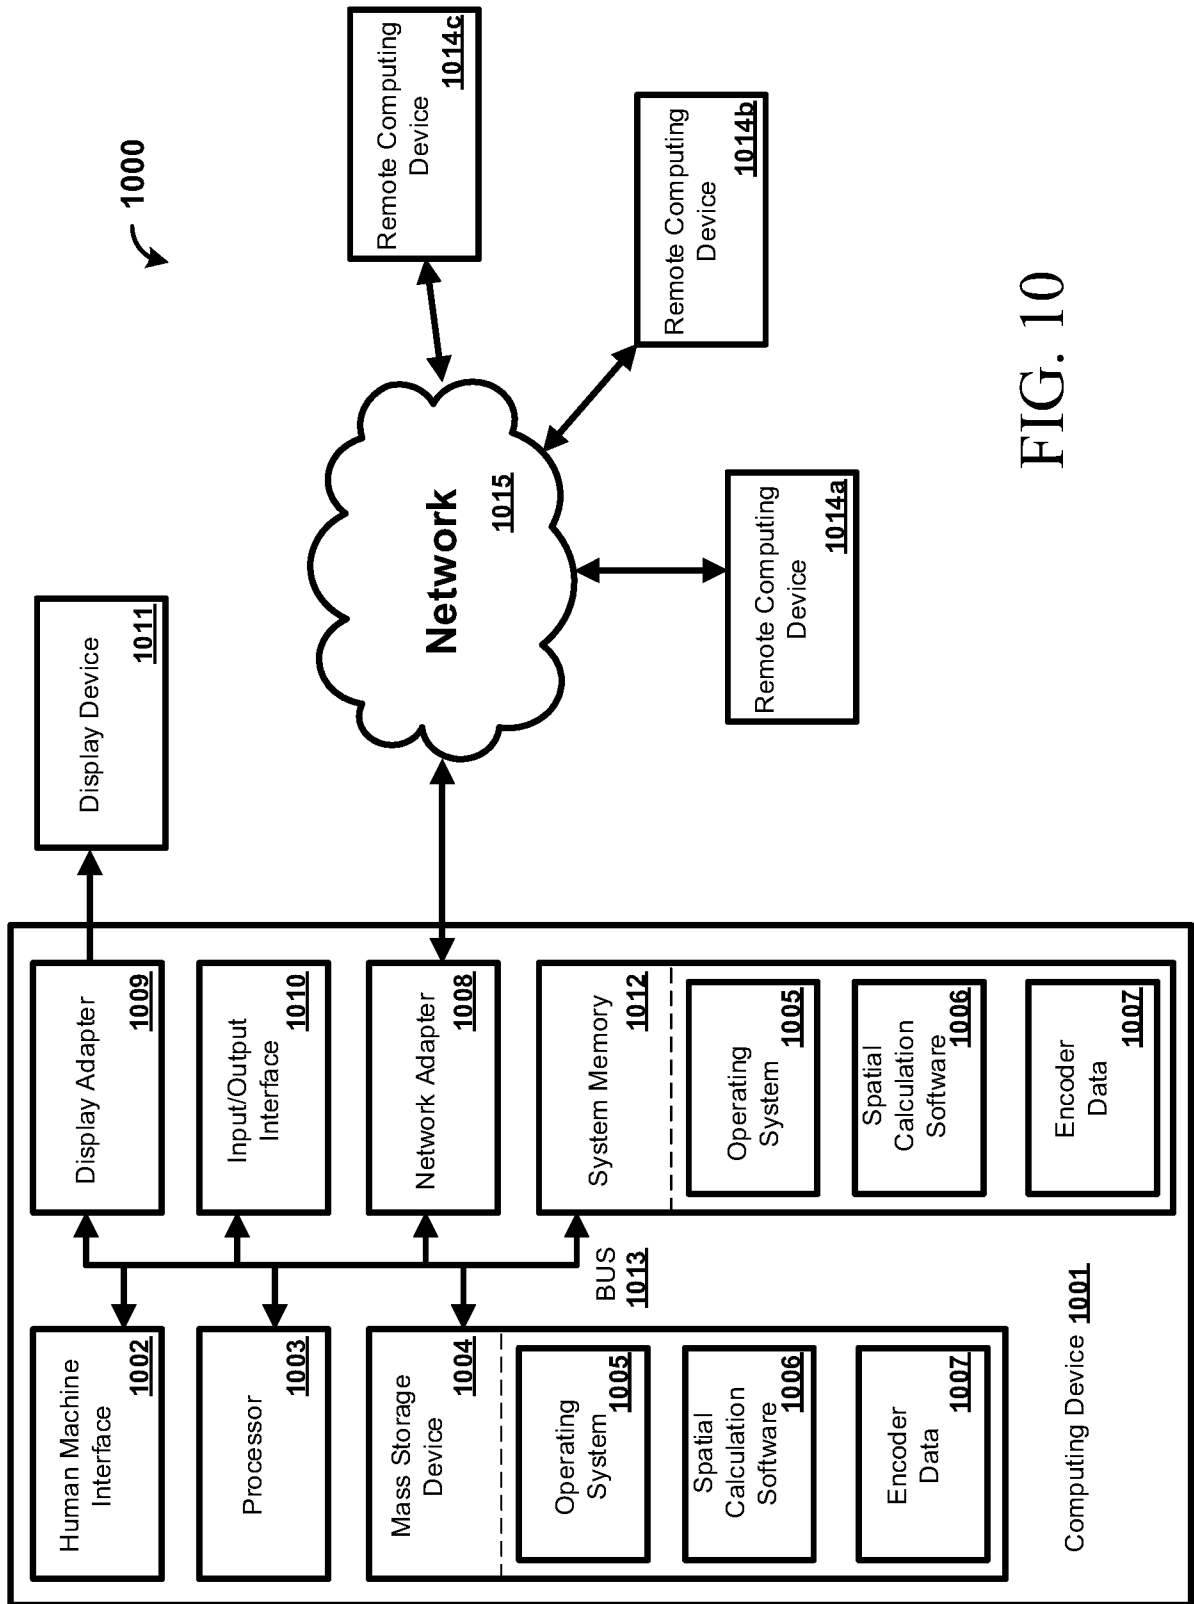 1000
Human Machine
Interface
1002
Processor
1003
Mass Storage
Device
1004
Operating
System
1005
Spatial
Calculation
Software
1006
Encoder
Data
1007
BUS
1013
Display Adapter
1009
Input/Output
Interface
1010
Network Adapter
1008
System Memory
1012
Operating
System
1005
Spatial
Calculation
Software
1006
Encoder
Data
1007
Computing Device 1001
Display Device
1011
Network
1015
Remote Computing
Device
1014a
Remote Computing
Device
1014b
Remote Computing
Device
1014c
FIG. 10